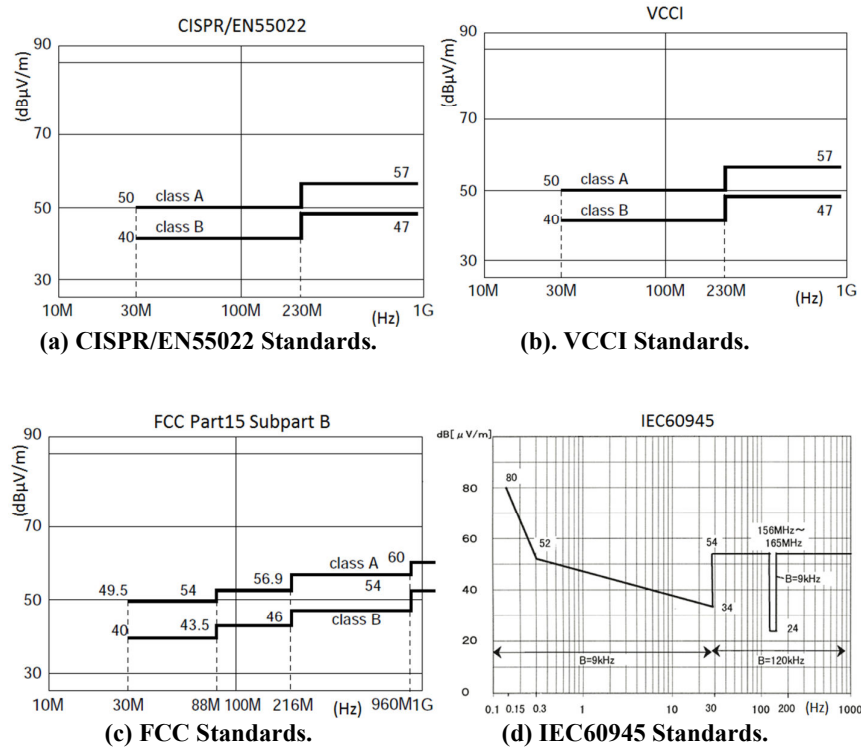 CISPR/EN55022
(dBµV/m)
90
70
50
30
50
class A
57
40
class B
47
10M
30M
100M
230M
(Hz)
1G
(a) CISPR/EN55022 Standards.
VCCI
(dBµV/m)
90
70
50
30
50
class A
57
40
class B
47
10M
30M
100M
230M
(Hz)
1G
(b). VCCI Standards.
FCC Part15 Subpart B
(dBµV/m)
90
70
50
30
49.5
54
56.9
class A
60
40
43.5
46
class B
54
10M
30M
88M
100M
216M
(Hz)
960M
1G
(c) FCC Standards.
IEC60945
dB[µV/m)
80
60
40
20
0
80
52
34
54
156MHz～
165MHz
B=9kHz
24
B=9kHz
B=120kHz
0.1
0.15
0.3
1
10
30
100
200
(Hz)
1000
(d) IEC60945 Standards.